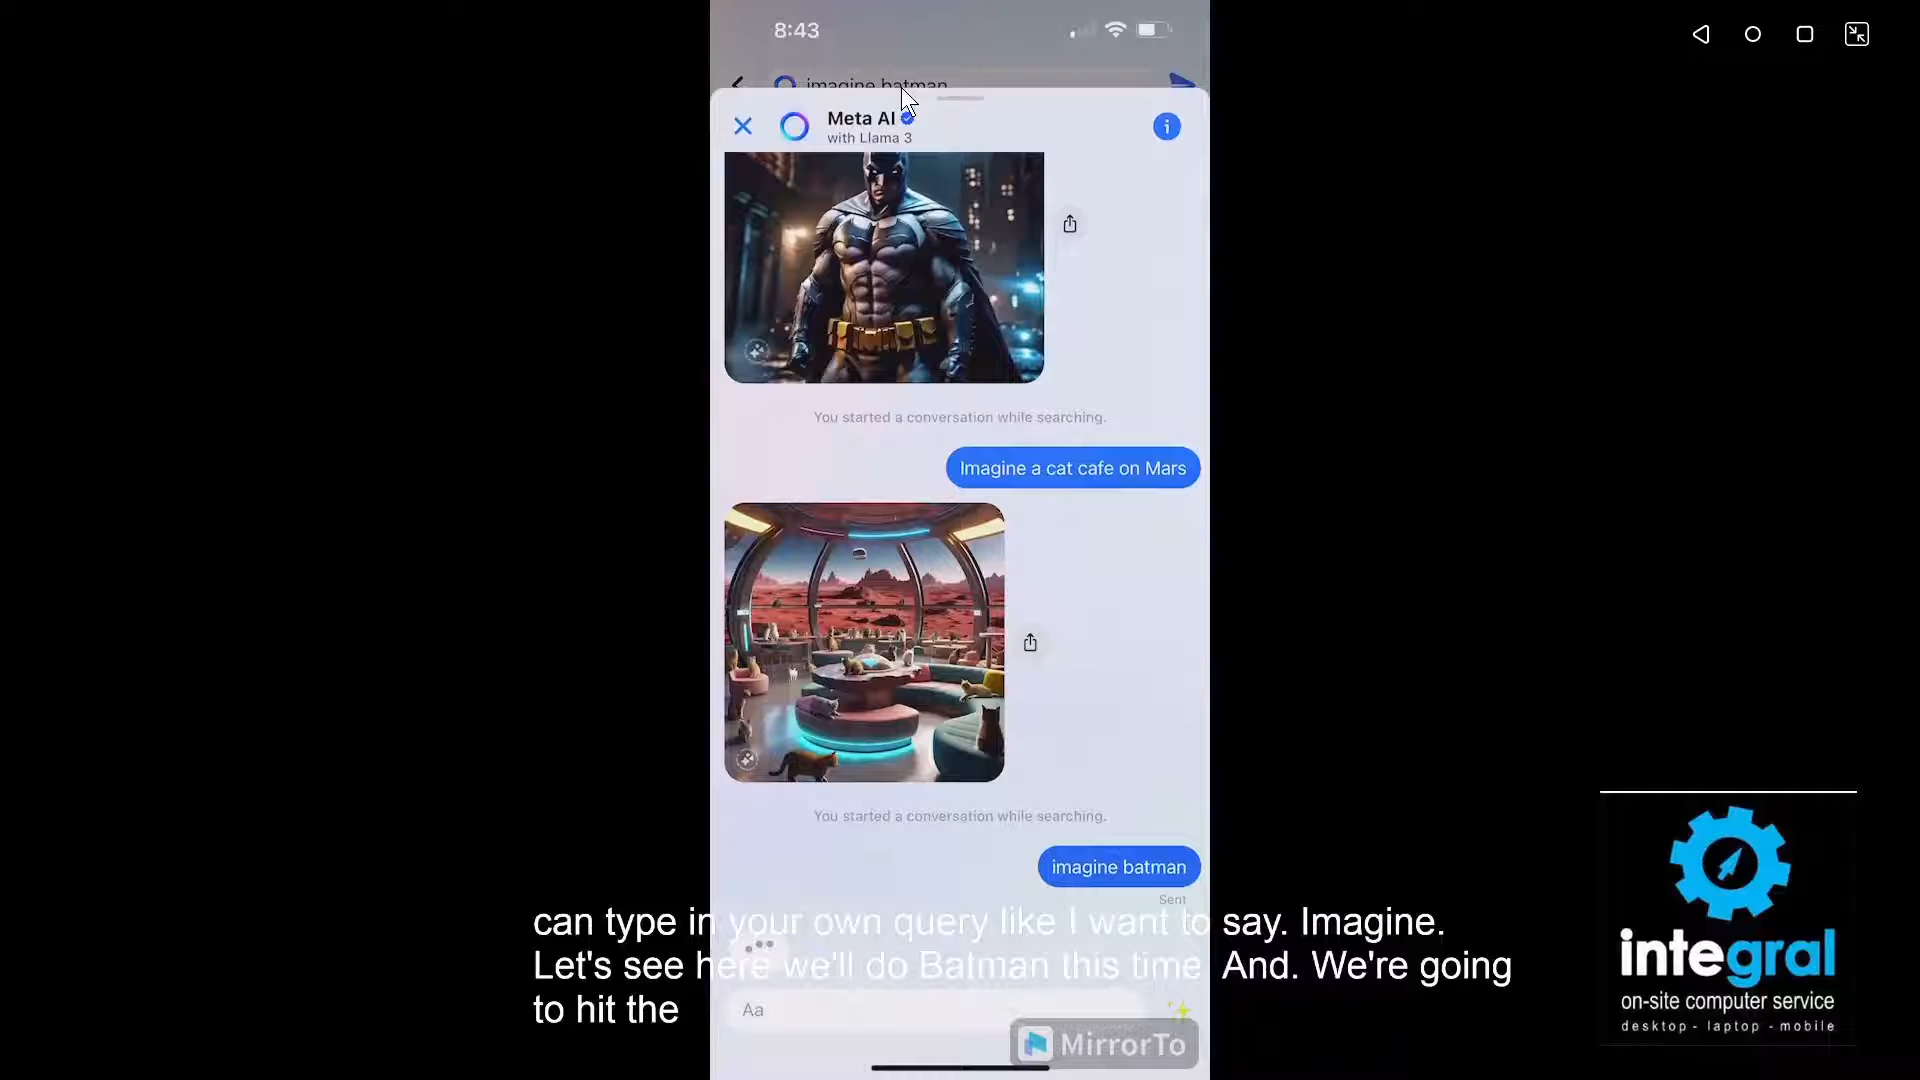 8:43
imagine batman
Meta AI
with Llama 3
You started a conversation while searching.
Imagine a cat cafe on Mars
You started a conversation while searching.
imagine batman
Sent
can type in your own query like I want to say. Imagine.
Let's see here we'll do Batman this time And. We're going
to hit the
Aa
MirrorTo
integral
on-site computer service
desktop - laptop - mobile